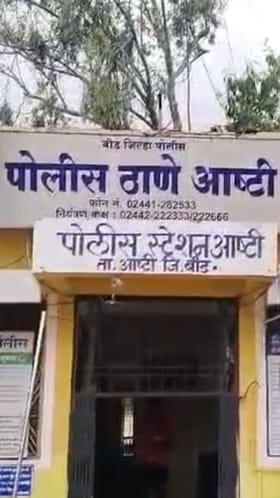 बीड जिल्हा पोलीस
पोलीस ठाणे आष्टी
फोन नं. 02441-282533
नियंत्रण कक्ष : 02442-222333/222666
पोलीस स्टेशन आष्टी
ता. आष्टी जि. बीड.